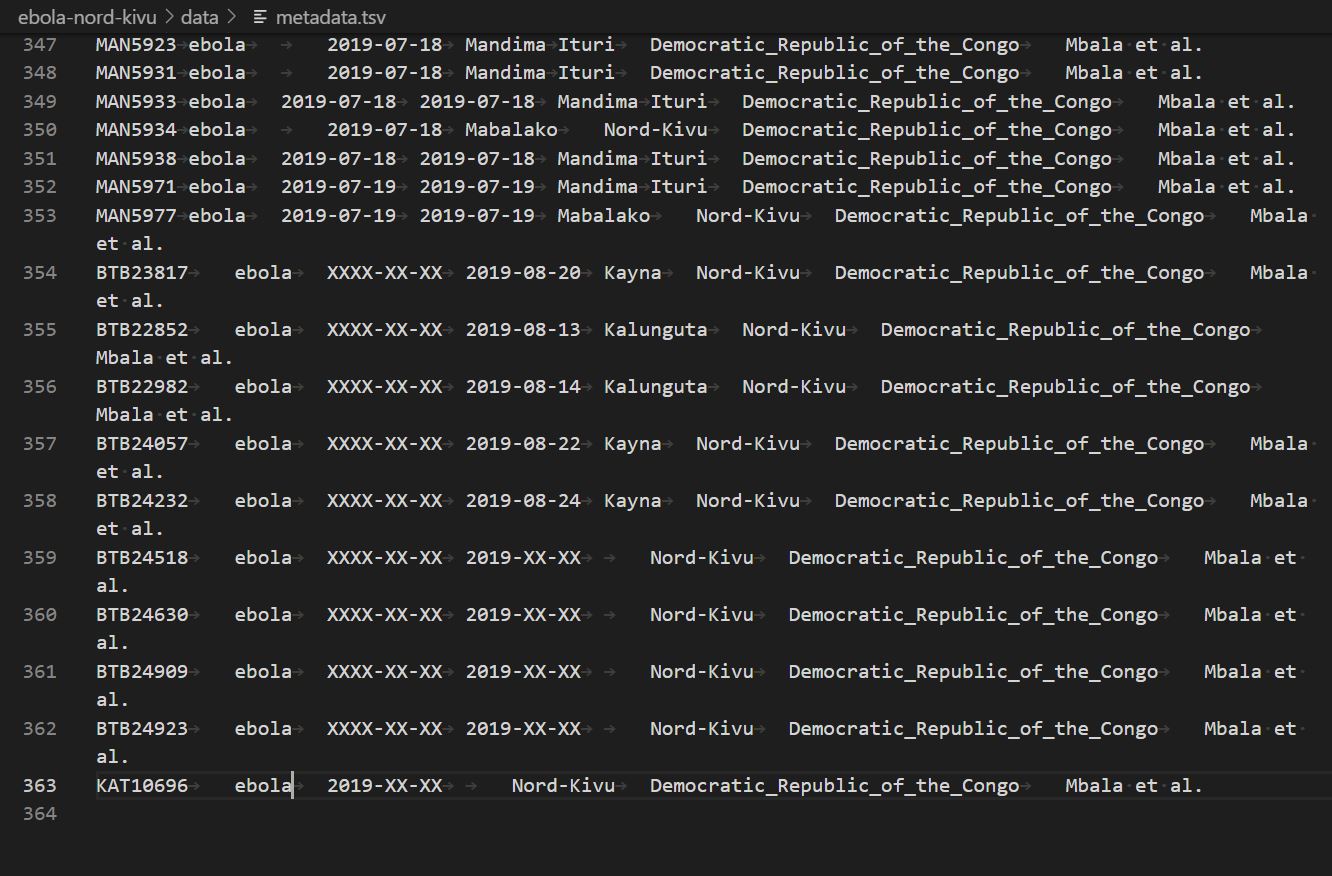 ebola-nord-kivu > data > metadata.tsv
347 MAN5923 ebola 2019-07-18 Mandima Ituri Democratic_Republic_of_the_Congo Mbala et al.
348 MAN5931 ebola 2019-07-18 Mandima Ituri Democratic_Republic_of_the_Congo Mbala et al.
349 MAN5933 ebola 2019-07-18 2019-07-18 Mandima Ituri Democratic_Republic_of_the_Congo Mbala et al.
350 MAN5934 ebola 2019-07-18 Mabalako Nord-Kivu Democratic_Republic_of_the_Congo Mbala et al.
351 MAN5938 ebola 2019-07-18 2019-07-18 Mandima Ituri Democratic_Republic_of_the_Congo Mbala et al.
352 MAN5971 ebola 2019-07-19 2019-07-19 Mandima Ituri Democratic_Republic_of_the_Congo Mbala et al.
353 MAN5977 ebola 2019-07-19 2019-07-19 Mabalako Nord-Kivu Democratic_Republic_of_the_Congo Mbala
et al.
354 BTB23817 ebola XXXX-XX-XX 2019-08-20 Kayna Nord-Kivu Democratic_Republic_of_the_Congo Mbala
et al.
355 BTB22852 ebola XXXX-XX-XX 2019-08-13 Kalunguta Nord-Kivu Democratic_Republic_of_the_Congo
Mbala et al.
356 BTB22982 ebola XXXX-XX-XX 2019-08-14 Kalunguta Nord-Kivu Democratic_Republic_of_the_Congo
Mbala et al.
357 BTB24057 ebola XXXX-XX-XX 2019-08-22 Kayna Nord-Kivu Democratic_Republic_of_the_Congo Mbala
et al.
358 BTB24232 ebola XXXX-XX-XX 2019-08-24 Kayna Nord-Kivu Democratic_Republic_of_the_Congo Mbala
et al.
359 BTB24518 ebola XXXX-XX-XX 2019-XX-XX Nord-Kivu Democratic_Republic_of_the_Congo Mbala et
al.
360 BTB24630 ebola XXXX-XX-XX 2019-XX-XX Nord-Kivu Democratic_Republic_of_the_Congo Mbala et
al.
361 BTB24909 ebola XXXX-XX-XX 2019-XX-XX Nord-Kivu Democratic_Republic_of_the_Congo Mbala et
al.
362 BTB24923 ebola XXXX-XX-XX 2019-XX-XX Nord-Kivu Democratic_Republic_of_the_Congo Mbala et
al.
363 KAT10696 ebola 2019-XX-XX Nord-Kivu Democratic_Republic_of_the_Congo Mbala et al.
364